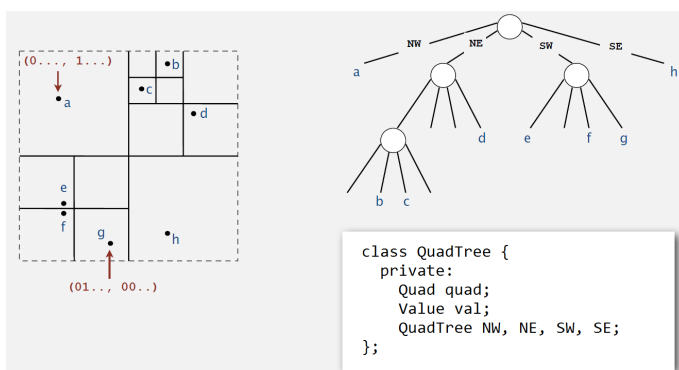 (0..., 1...)
a
b
c
d
e
f
g
h
(01.., 00..)
NW
NE
SW
SE
a
h
d
e
f
g
b
c
class QuadTree {
private:
Quad quad;
Value val;
QuadTree NW, NE, SW, SE;
};